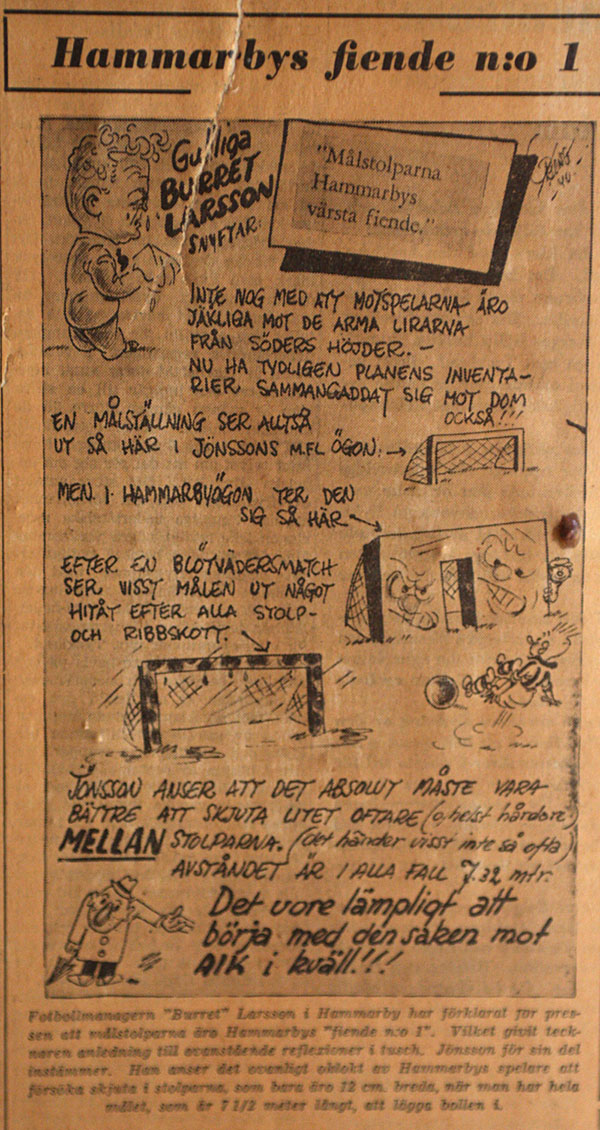 Hammarbys fiende n:o 1
Gulliga
BURRET
LARSSON
SNYFTAR:
"Målstolparna
Hammarbys
värsta fiende."
INTE NOG MED ATT MOTSPELARNA ÄRO
JÄKLIGA MOT DE ARMA LIRARNA
FRÅN SÖDERS HÖJDER. —
NU HA TYDLIGEN PLANENS INVENTA-
RIER SAMMANGADDAT SIG MOT DOM
OCKSÅ!!!
EN MÅLSTÄLLNING SER ALLTSÅ
UT SÅ HÄR I JÖNSSONS M.FL ÖGON:
MEN I HAMMARBYÖGON TER DEN
SIG SÅ HÄR
EFTER EN BLÖTVÄDERSMATCH
SER VISST MÅLEN UT NÅGOT
HITÅT EFTER ALLA STOLP-
OCH RIBBSKOTT.
JÖNSSON ANSER ATT DET ABSOLUT MÅSTE VARA
BÄTTRE ATT SKJUTA LITET OFTARE (o. helst hårdare)
MELLAN STOLPARNA. (det händer visst inte så ofta)
AVSTÅNDET ÄR I ALLA FALL 7.32 mtr.
Det vore lämpligt att
börja med den saken mot
AIK i kväll!!!
Fotbollmanagern "Burret" Larsson i Hammarby har förklarat för pres-
sen att målstolparna äro Hammarbys "fiende n:o 1". Vilket givit teck-
naren anledning till ovanstående reflexioner i tusch. Jönsson för sin del
instämmer. Han anser det ovanligt oklokt av Hammarbys spelare att
försöka skjuta i stolparna, som bara äro 12 cm. breda, när man har hela
målet, som är 7 1/2 meter långt, att lägga bollen i.